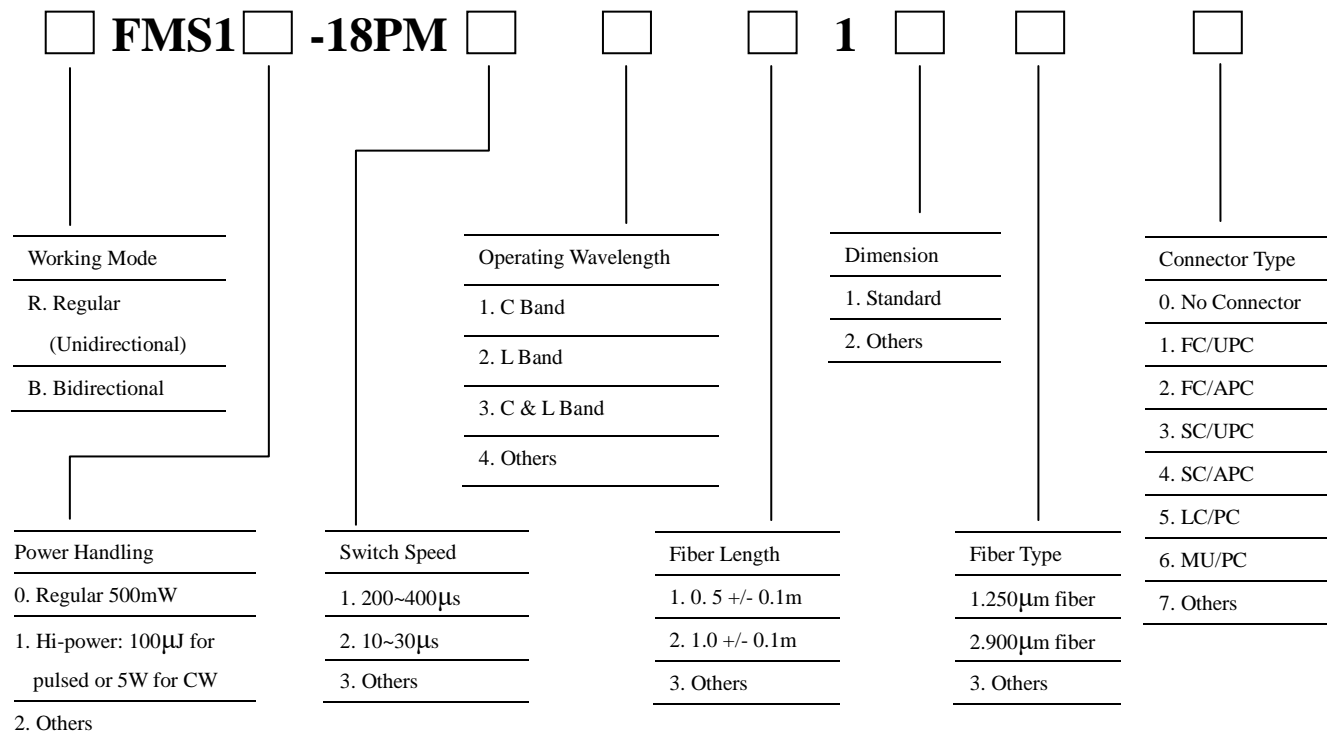 □ FMS1 □ -18PM □ □ □ 1 □ □ □
Working Mode
R. Regular
(Unidirectional)
B. Bidirectional
Operating Wavelength
1. C Band
2. L Band
3. C & L Band
4. Others
Dimension
1. Standard
2. Others
Connector Type
0. No Connector
1. FC/UPC
2. FC/APC
3. SC/UPC
4. SC/APC
5. LC/PC
6. MU/PC
7. Others
Power Handling
0. Regular 500mW
1. Hi-power: 100μJ for
pulsed or 5W for CW
2. Others
Switch Speed
1. 200~400μs
2. 10~30μs
3. Others
Fiber Length
1. 0. 5 +/- 0.1m
2. 1.0 +/- 0.1m
3. Others
Fiber Type
1.250μm fiber
2.900μm fiber
3. Others